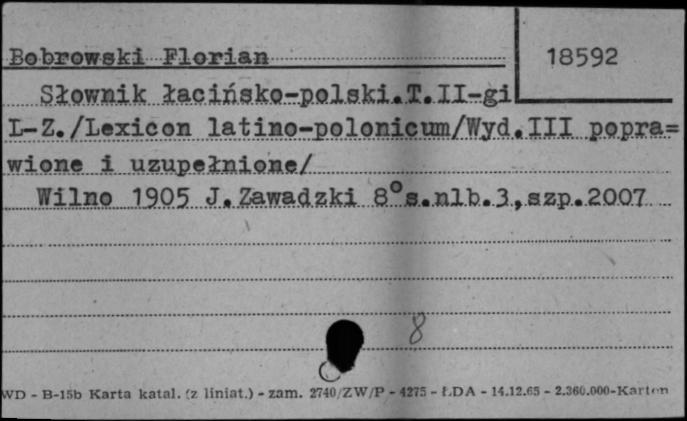 Bobrowski Florian
18592
Słownik łacińsko-polski.T.II-gi
L-Z./Lexicon latino-polonicum/Wyd.III popra=
wione i uzupełnione/
Wilno 1905 J.Zawadzki 8° s.nlb.3,szp.2007
8
WD - B-15b Karta katal. (z liniat.) - zam. 2740/ZW/P - 4275 - ŁDA - 14.12.65 - 2.360.000-Karton